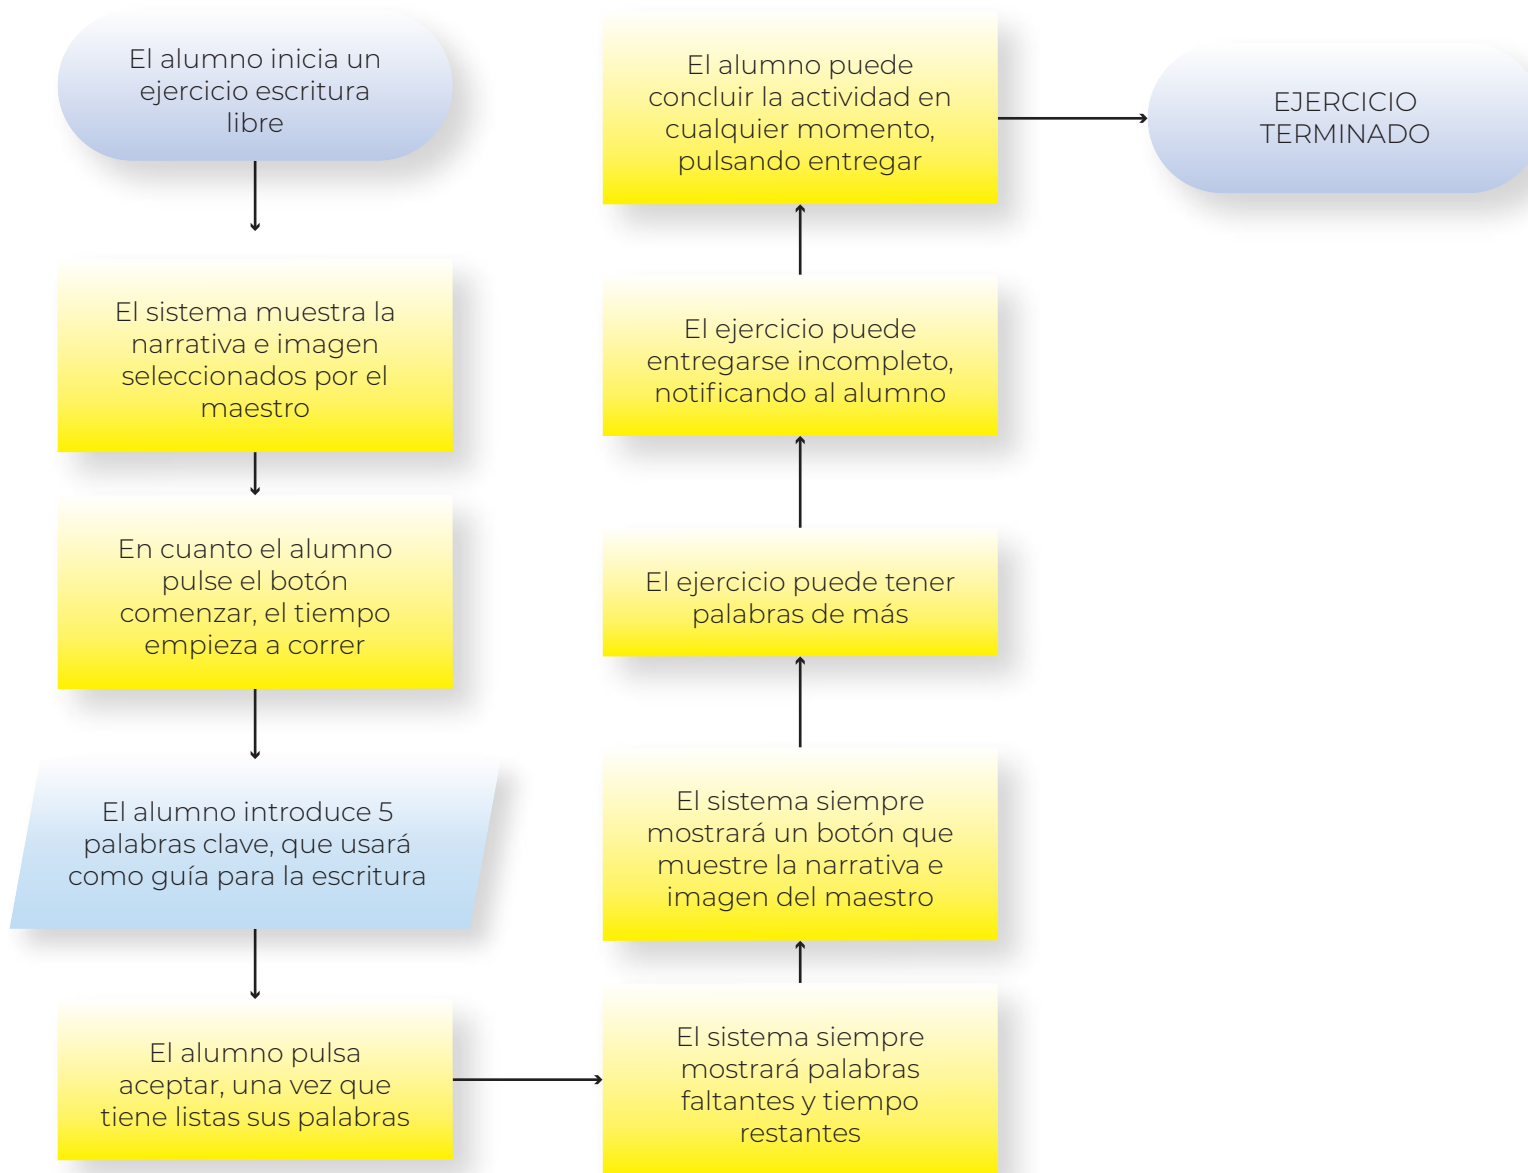 El alumno inicia un
ejercicio escritura
libre
El sistema muestra la
narrativa e imagen
seleccionados por el
maestro
En cuanto el alumno
pulse el botón
comenzar, el tiempo
empieza a correr
El alumno introduce 5
palabras clave, que usará
como guía para la escritura
El alumno pulsa
aceptar, una vez que
tiene listas sus palabras
El sistema siempre
mostrará palabras
faltantes y tiempo
restantes
El sistema siempre
mostrará un botón que
muestre la narrativa e
imagen del maestro
El ejercicio puede tener
palabras de más
El ejercicio puede
entregarse incompleto,
notificando al alumno
El alumno puede
concluir la actividad en
cualquier momento,
pulsando entregar
EJERCICIO
TERMINADO